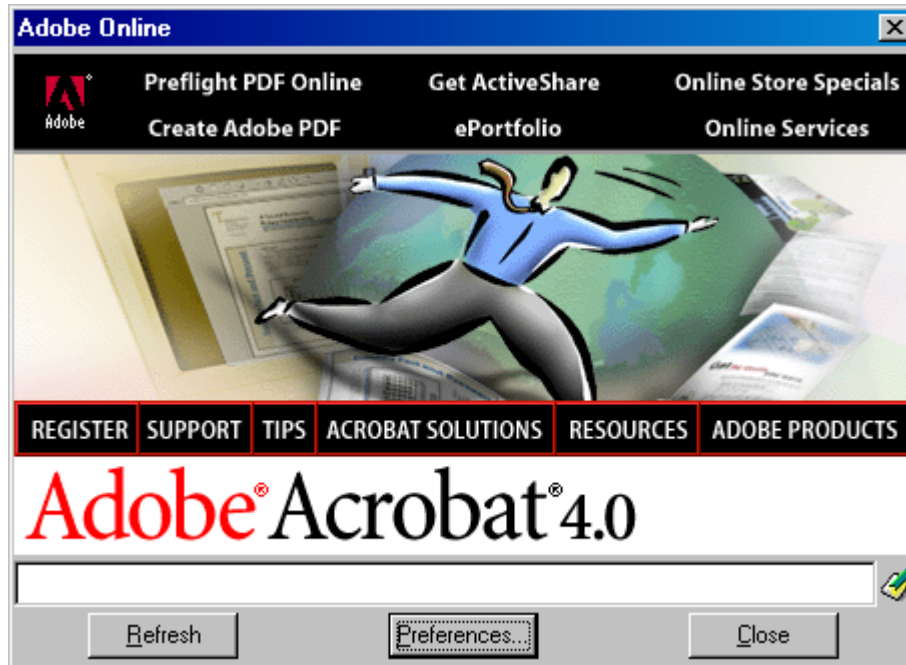 Adobe Online
Preflight PDF Online Get ActiveShare Online Store Specials
Adobe Create Adobe PDF ePortfolio Online Services
REGISTER SUPPORT TIPS ACROBAT SOLUTIONS RESOURCES ADOBE PRODUCTS
Adobe® Acrobat® 4.0
Refresh Preferences... Close